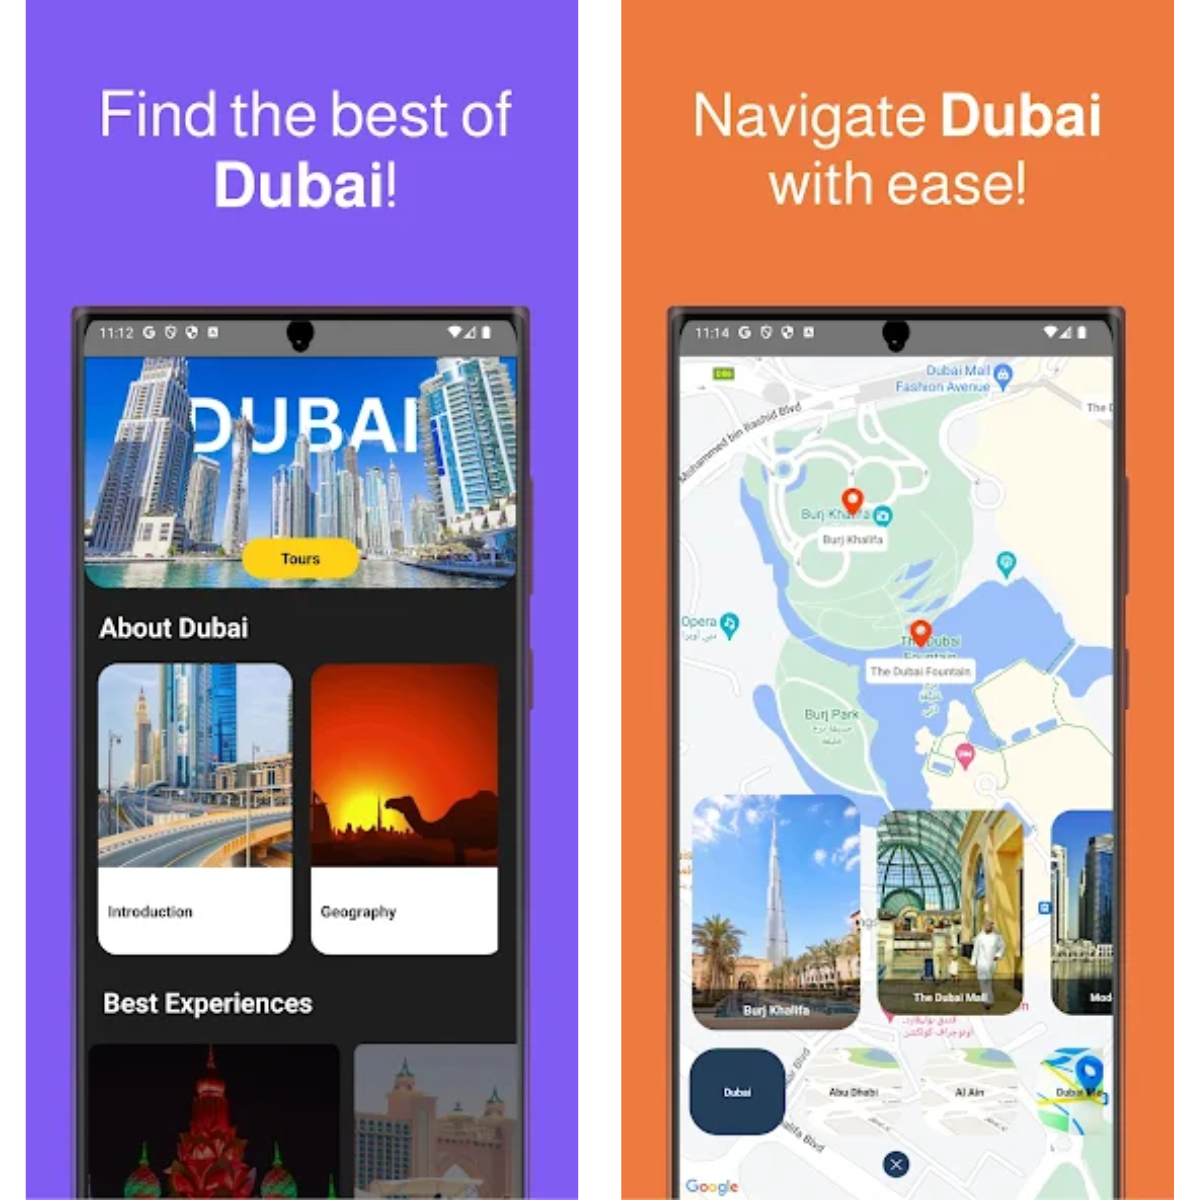 Find the best of
Dubai!
11:12
DUBAI
Tours
About Dubai
Introduction
Geography
Best Experiences
Navigate Dubai
with ease!
11:14
Dubai Mall
Fashion Avenue
The D
Mohammed bin Rashid Blvd
Burj Khalifa
Burj Khalifa
Opera
The Dubai
Fountain
The Dubai Fountain
Burj Park
Burj Khalifa
The Dubai Mall
Mod
Dubai
Abu Dhabi
Al Ain
Dubai
alifa Blvd
Google